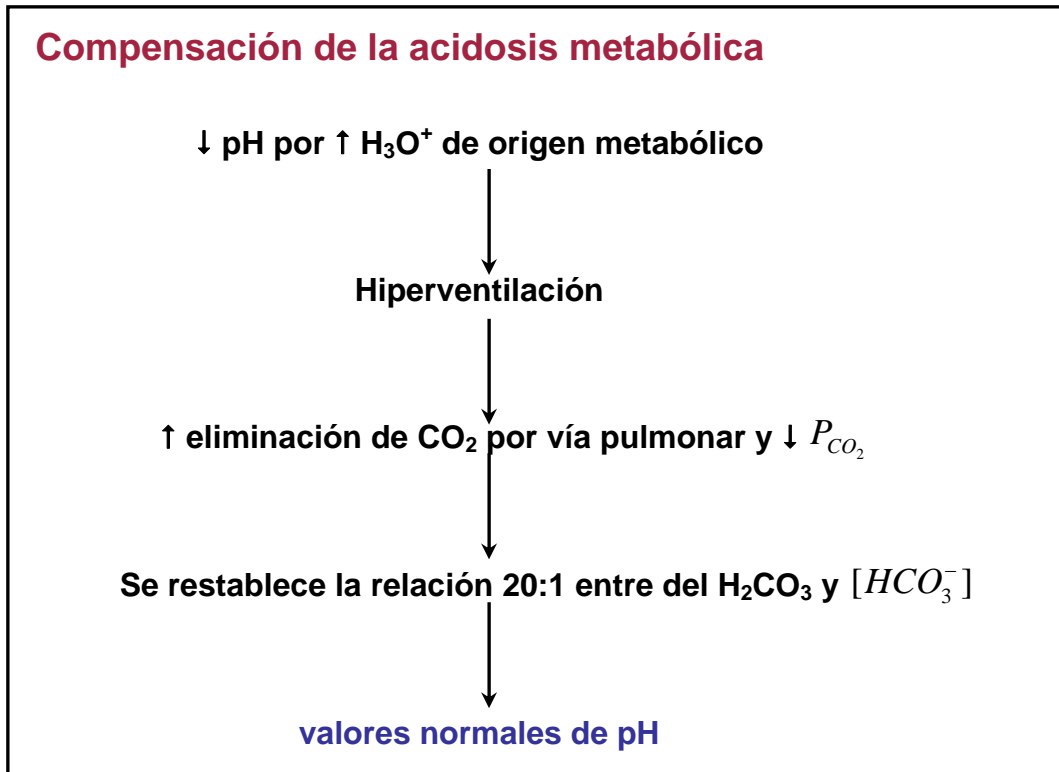 Compensación de la acidosis metabólica
↓ pH por ↑ H₃O⁺ de origen metabólico
Hiperventilación
↑ eliminación de CO₂ por vía pulmonar y ↓ P_CO₂
Se restablece la relación 20:1 entre del H₂CO₃ y [HCO₃⁻]
valores normales de pH